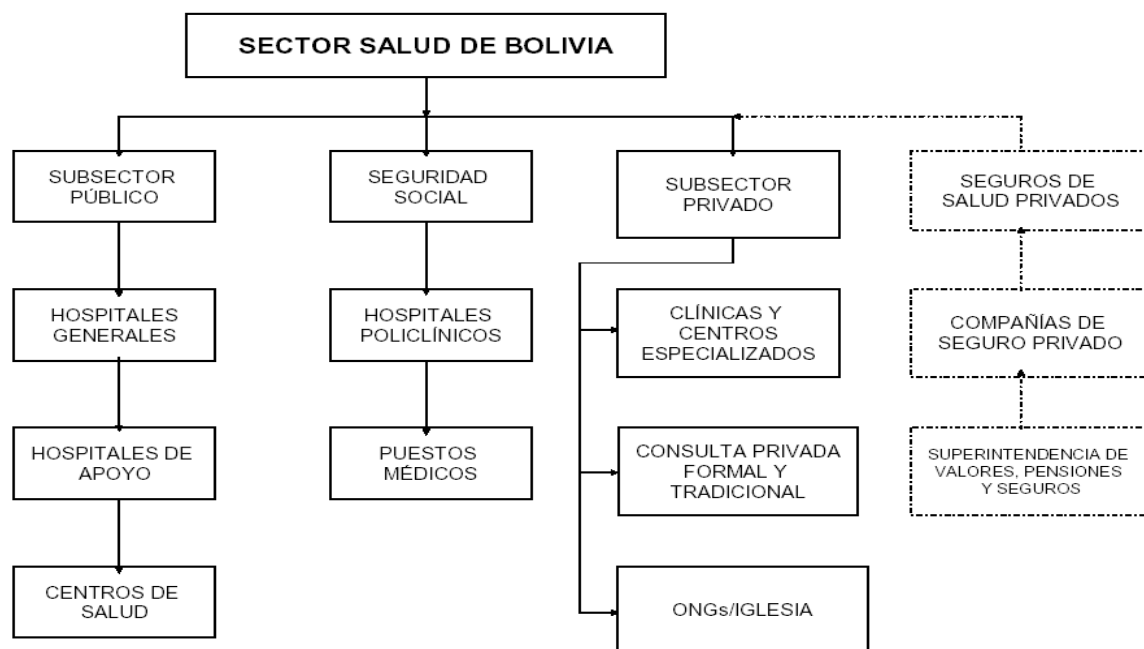 SECTOR SALUD DE BOLIVIA
SUBSECTOR
PÚBLICO
SEGURIDAD
SOCIAL
SUBSECTOR
PRIVADO
SEGUROS DE
SALUD PRIVADOS
HOSPITALES
GENERALES
HOSPITALES
POLICLÍNICOS
CLÍNICAS Y
CENTROS
ESPECIALIZADOS
COMPAÑÍAS DE
SEGURO PRIVADO
HOSPITALES DE
APOYO
PUESTOS
MÉDICOS
CONSULTA PRIVADA
FORMAL Y
TRADICIONAL
SUPERINTENDENCIA DE
VALORES, PENSIONES
Y SEGUROS
CENTROS DE
SALUD
ONGs/IGLESIA